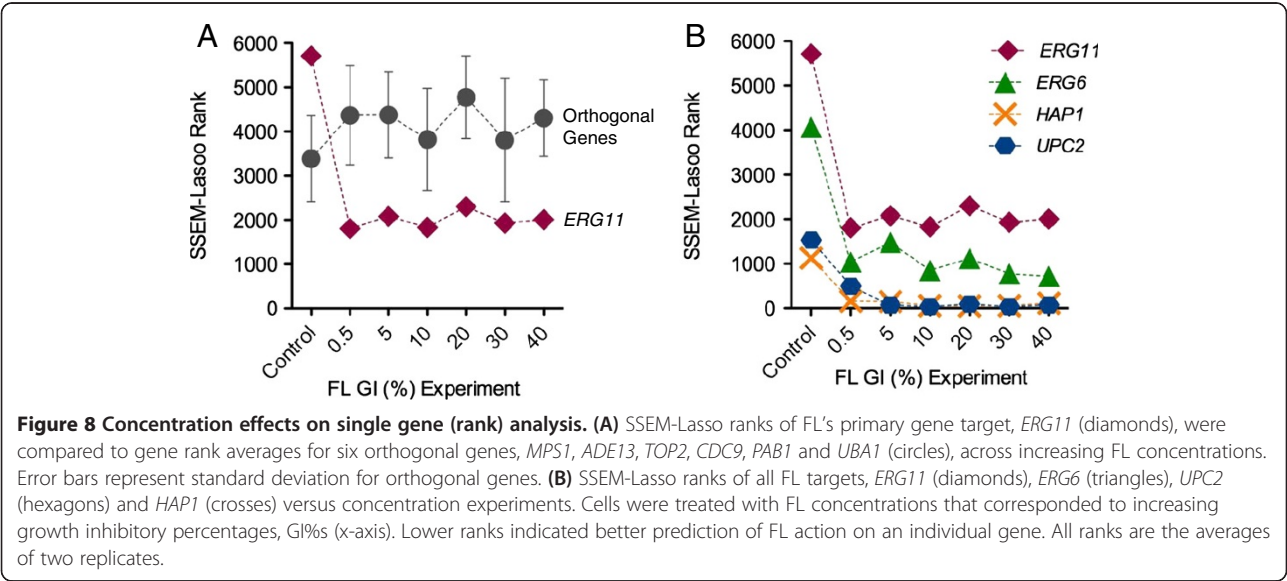 A
SSEM-Lasoo Rank
6000
5000
4000
3000
2000
1000
0
Orthogonal
Genes
ERG11
Control
0.5
5
10
20
30
40
FL GI (%) Experiment
B
SSEM-Lasoo Rank
6000
5000
4000
3000
2000
1000
0
ERG11
ERG6
HAP1
UPC2
Control
0.5
5
10
20
30
40
FL GI (%) Experiment
Figure 8 Concentration effects on single gene (rank) analysis. (A) SSEM-Lasso ranks of FL's primary gene target, ERG11 (diamonds), were
compared to gene rank averages for six orthogonal genes, MPS1, ADE13, TOP2, CDC9, PAB1 and UBA1 (circles), across increasing FL concentrations.
Error bars represent standard deviation for orthogonal genes. (B) SSEM-Lasso ranks of all FL targets, ERG11 (diamonds), ERG6 (triangles), UPC2
(hexagons) and HAP1 (crosses) versus concentration experiments. Cells were treated with FL concentrations that corresponded to increasing
growth inhibitory percentages, GI%s (x-axis). Lower ranks indicated better prediction of FL action on an individual gene. All ranks are the averages
of two replicates.